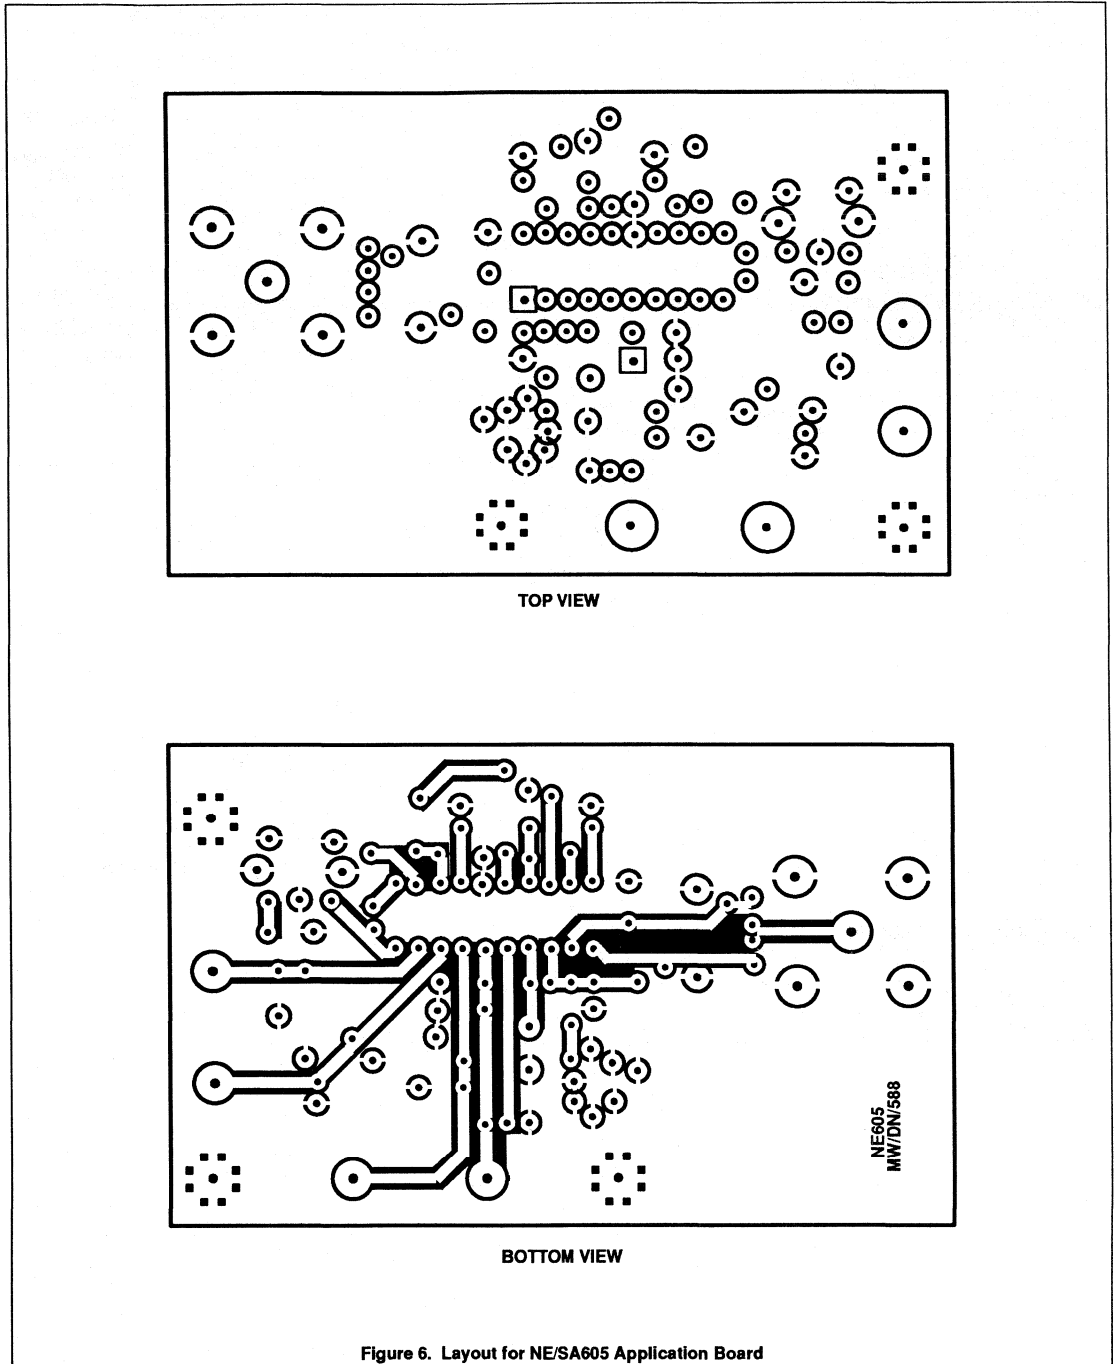 TOP VIEW
NE605
MW/DN/588
BOTTOM VIEW
Figure 6. Layout for NE/SA605 Application Board